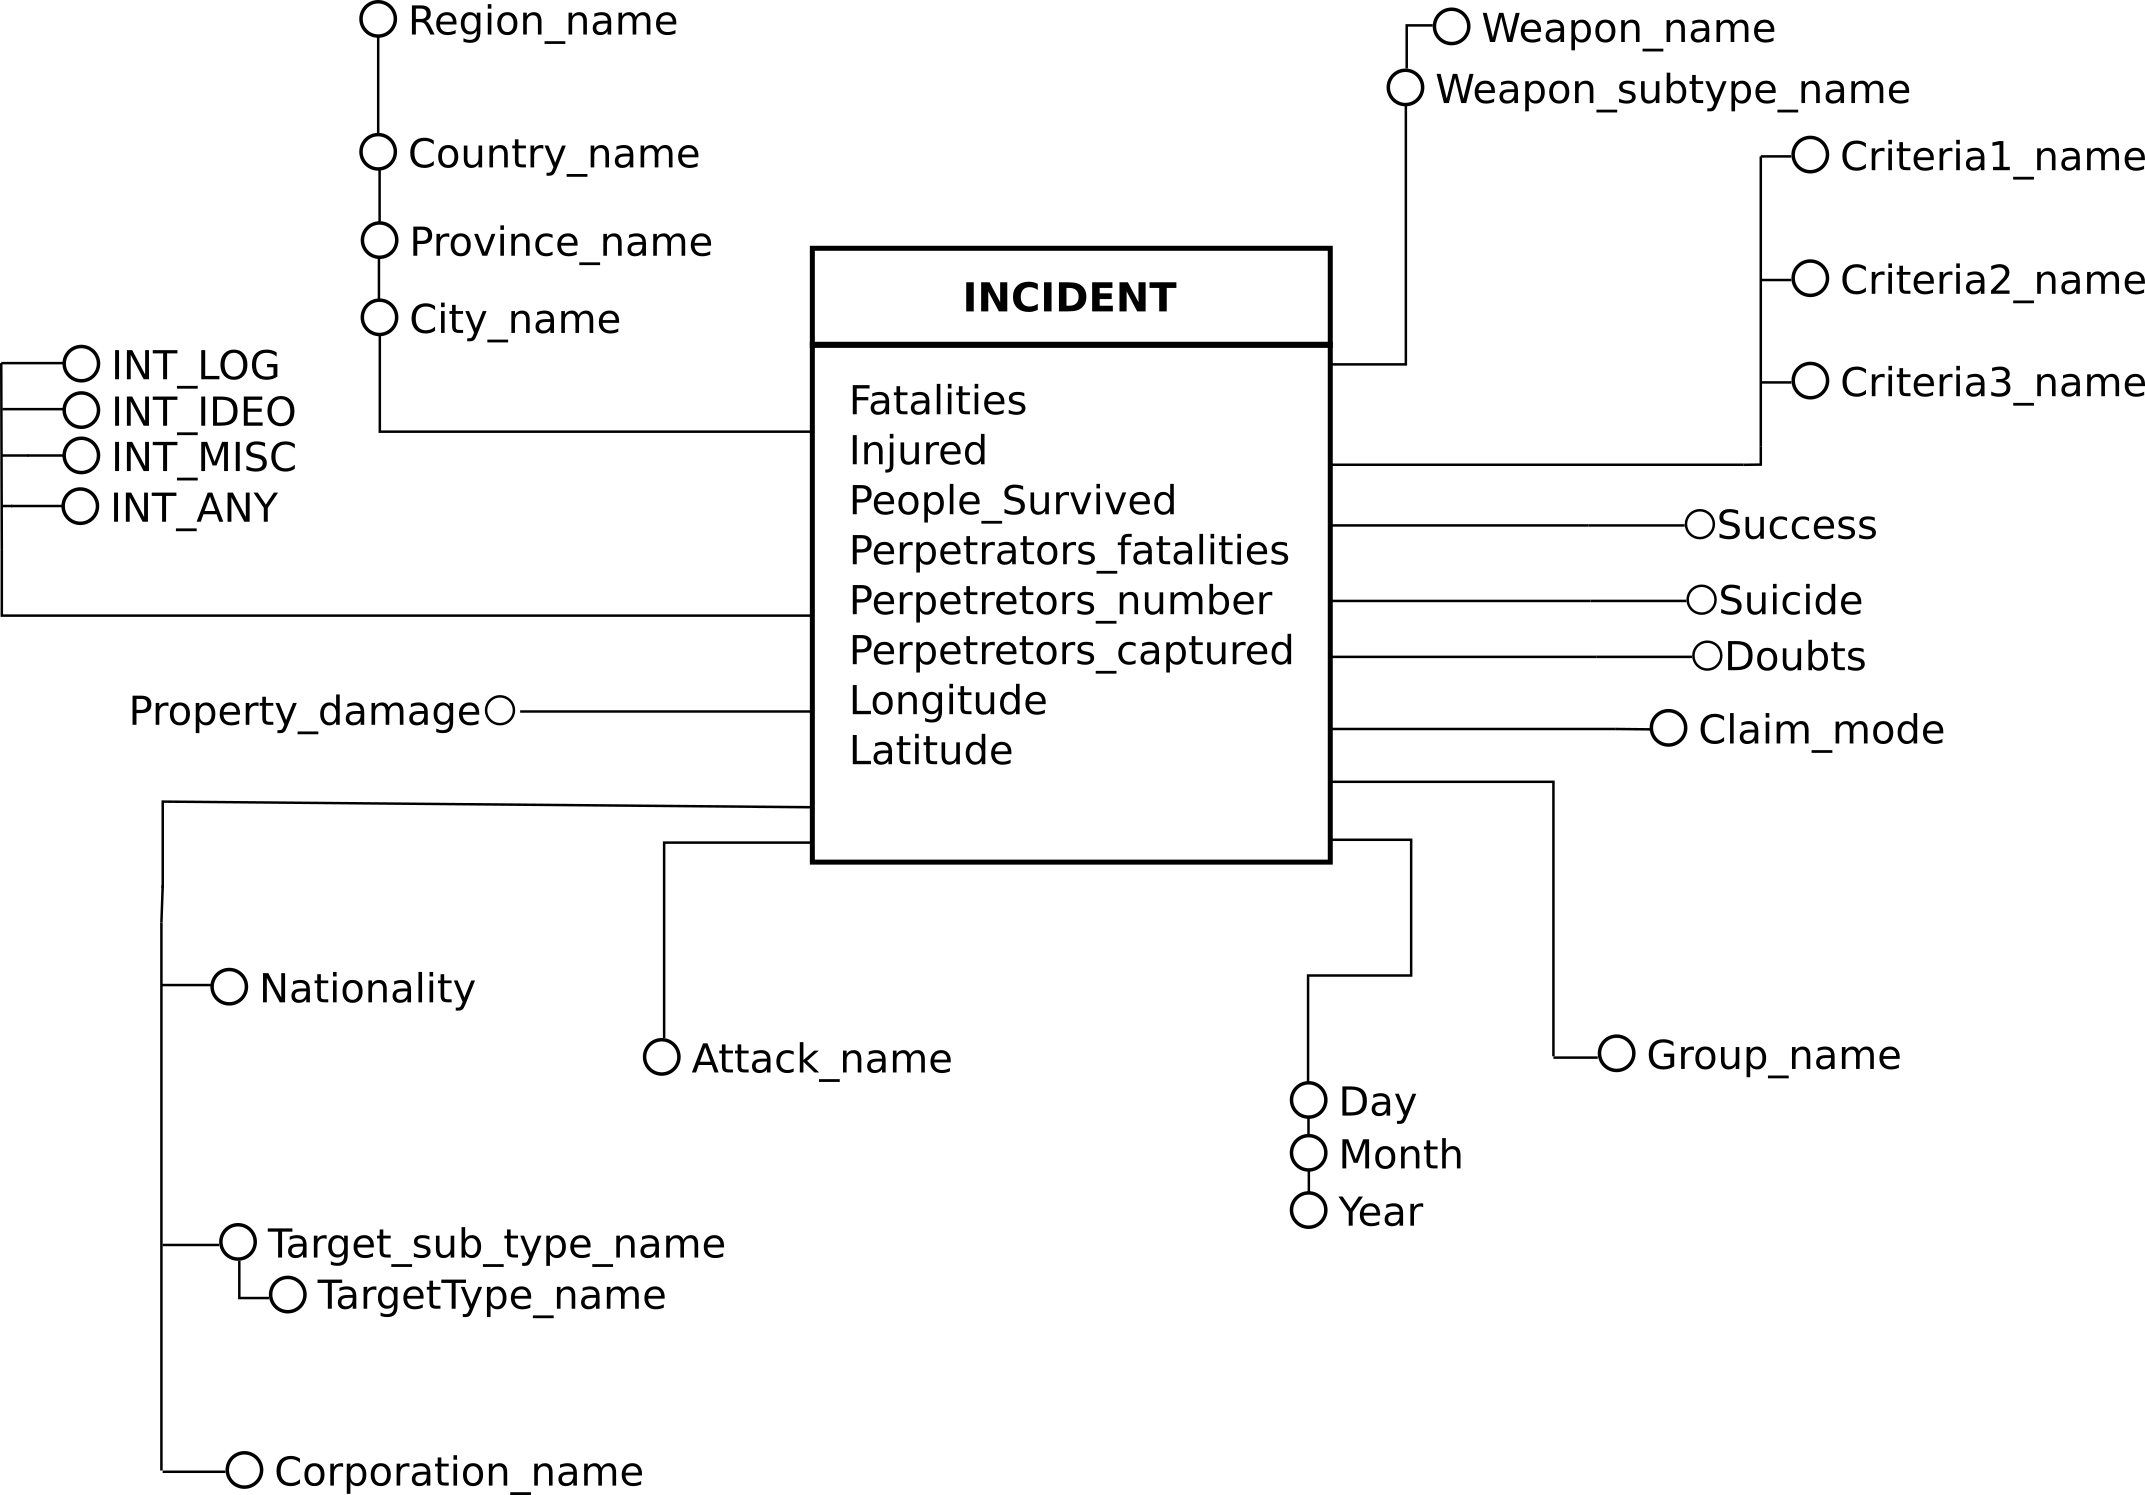 Region_name
Country_name
Province_name
City_name
Weapon_name
Weapon_subtype_name
Criteria1_name
Criteria2_name
Criteria3_name
INT_LOG
INT_IDEO
INT_MISC
INT_ANY
INCIDENT
Fatalities
Injured
People_Survived
Perpetrators_fatalities
Perpetretors_number
Perpetretors_captured
Longitude
Latitude
Success
Suicide
Doubts
Claim_mode
Property_damage
Nationality
Attack_name
Group_name
Day
Month
Year
Target_sub_type_name
TargetType_name
Corporation_name